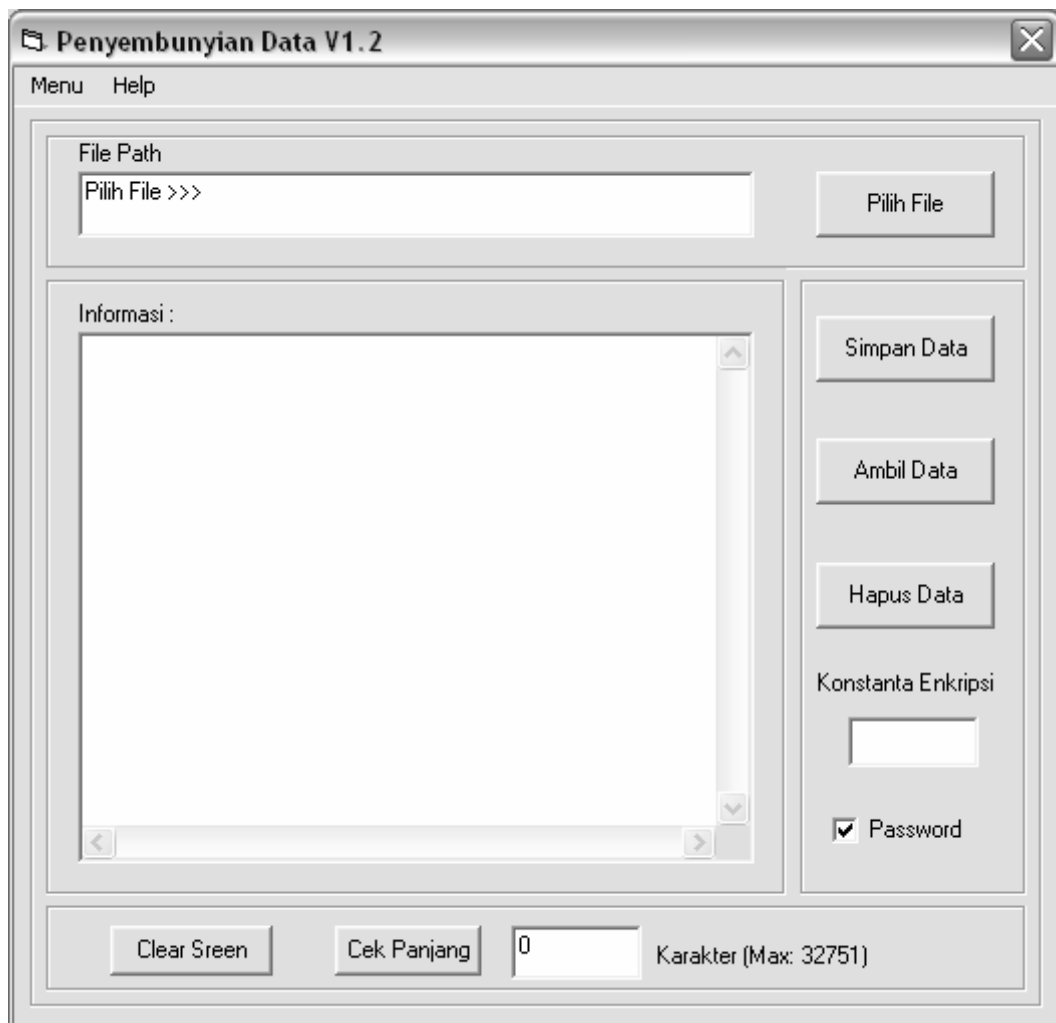 Penyembunyian Data V1.2
Menu Help
File Path
Pilih File >>>
Pilih File
Informasi :
Simpan Data
Ambil Data
Hapus Data
Konstanta Enkripsi
Password
Clear Sreen
Cek Panjang
0
Karakter (Max: 32751)